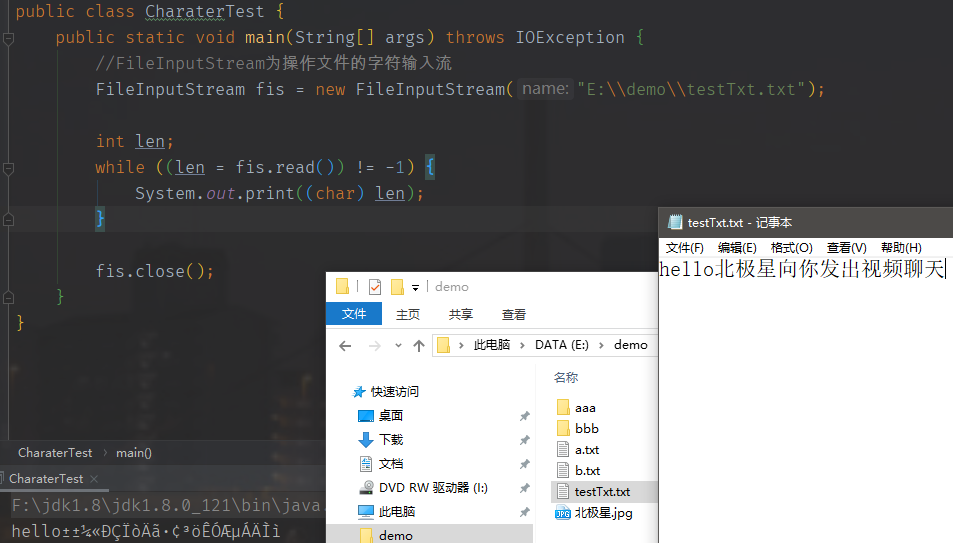 public class CharaterTest {
public static void main(String[] args) throws IOException {
//FileInputStream为操作文件的字符输入流
FileInputStream fis = new FileInputStream( name: "E:\\demo\\testTxt.txt");
int len;
while ((len = fis.read()) != -1) {
System.out.print((char) len);
}
fis.close();
}
}
CharaterTest › main()
CharaterTest ×
F:\jdk1.8\jdk1.8.0_121\bin\java.
hello±±¼«ÐÇÏòÄã·¢³öÊÓÆµÁÄÌì
demo
文件 主页 共享 查看
此电脑 › DATA (E:) › demo
快速访问
桌面
下载
文档
DVD RW 驱动器 (I:)
此电脑
demo
名称
aaa
bbb
a.txt
b.txt
testTxt.txt
北极星.jpg
testTxt.txt - 记事本
文件(F) 编辑(E) 格式(O) 查看(V) 帮助(H)
hello北极星向你发出视频聊天